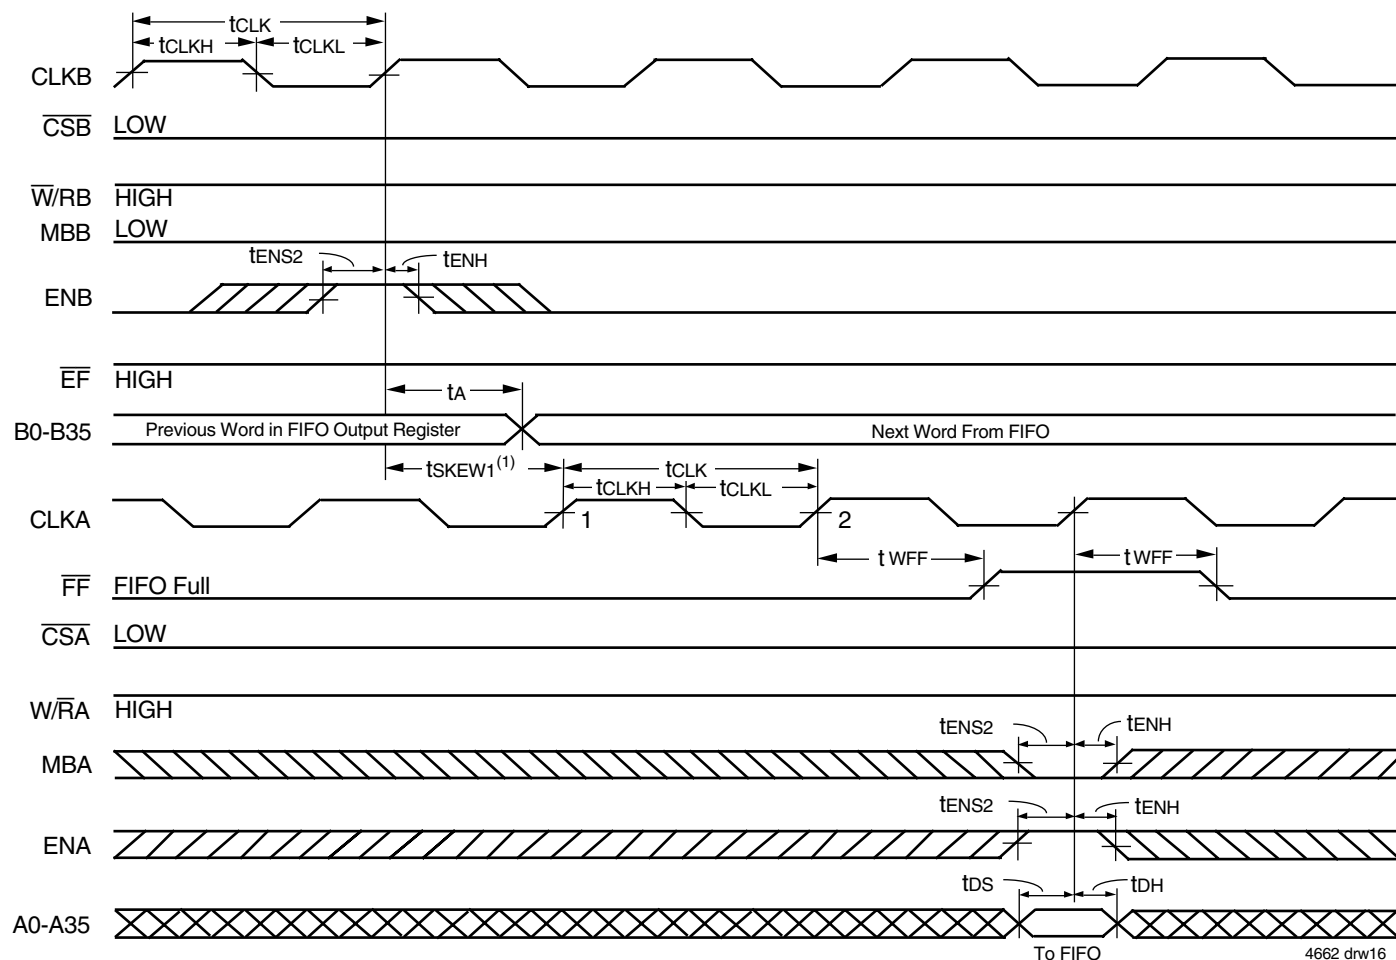 tCLK
tCLKH tCLKL
CLKB
CSB LOW
W/RB HIGH
MBB LOW
tENS2 tENH
ENB
EF HIGH
tA
B0-B35 Previous Word in FIFO Output Register Next Word From FIFO
tSKEW1(1) tCLK
tCLKH tCLKL
CLKA 1 2
tWFF tWFF
FF FIFO Full
CSA LOW
W/RA HIGH
tENS2 tENH
MBA
tENS2 tENH
ENA
tDS tDH
A0-A35
To FIFO 4662 drw16